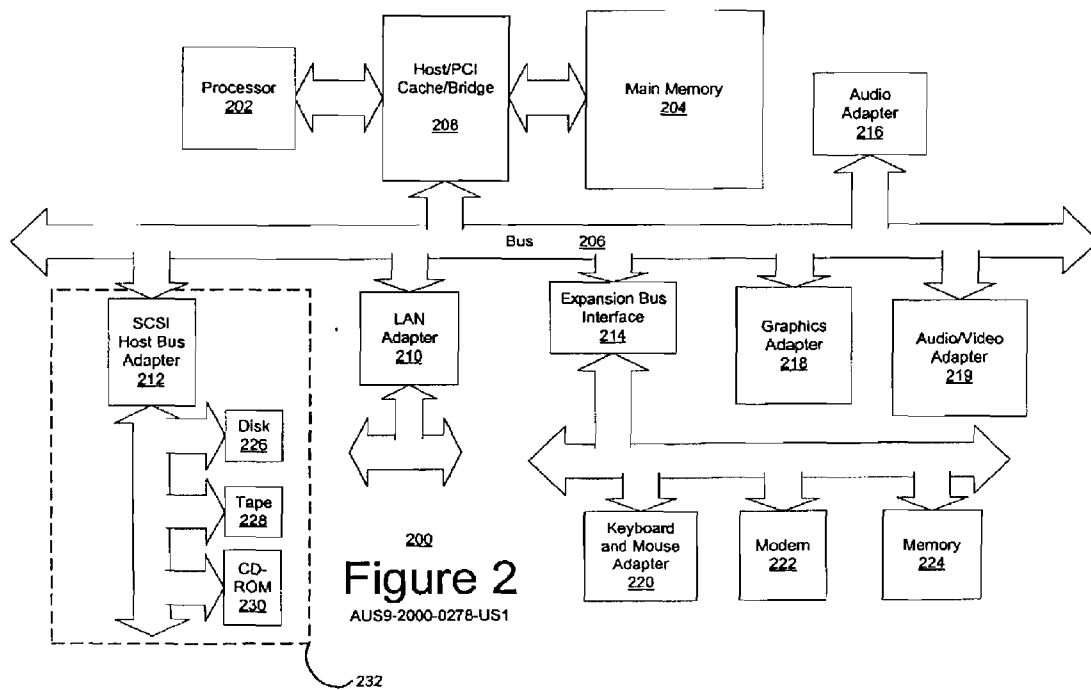 Processor
202
Host/PCI
Cache/Bridge
208
Main Memory
204
Audio
Adapter
216
Bus 206
SCSI
Host Bus
Adapter
212
LAN
Adapter
210
Expansion Bus
Interface
214
Graphics
Adapter
218
Audio/Video
Adapter
219
Disk
226
Tape
228
CD-
ROM
230
Keyboard
and Mouse
Adapter
220
Modem
222
Memory
224
200
Figure 2
AUS9-2000-0278-US1
232